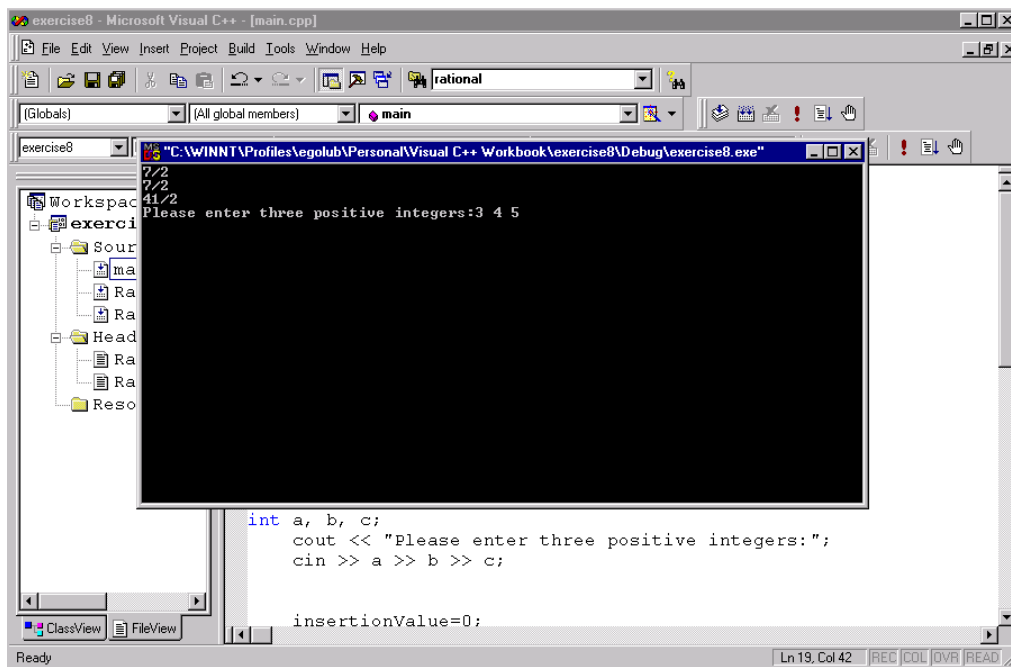 exercise8 - Microsoft Visual C++ - [main.cpp]
File Edit View Insert Project Build Tools Window Help
rational
(Globals) (All global members) main
exercise8
"C:\WINNT\Profiles\egolub\Personal\Visual C++ Workbook\exercise8\Debug\exercise8.exe"
7/2
7/2
41/2
Please enter three positive integers:3 4 5
Workspac
exerci
Sour
ma
Ra
Ra
Head
Ra
Ra
Reso
int a, b, c;
cout << "Please enter three positive integers:";
cin >> a >> b >> c;
insertionValue=0;
ClassView FileView
Ready Ln 19, Col 42 REC COL OVR READ